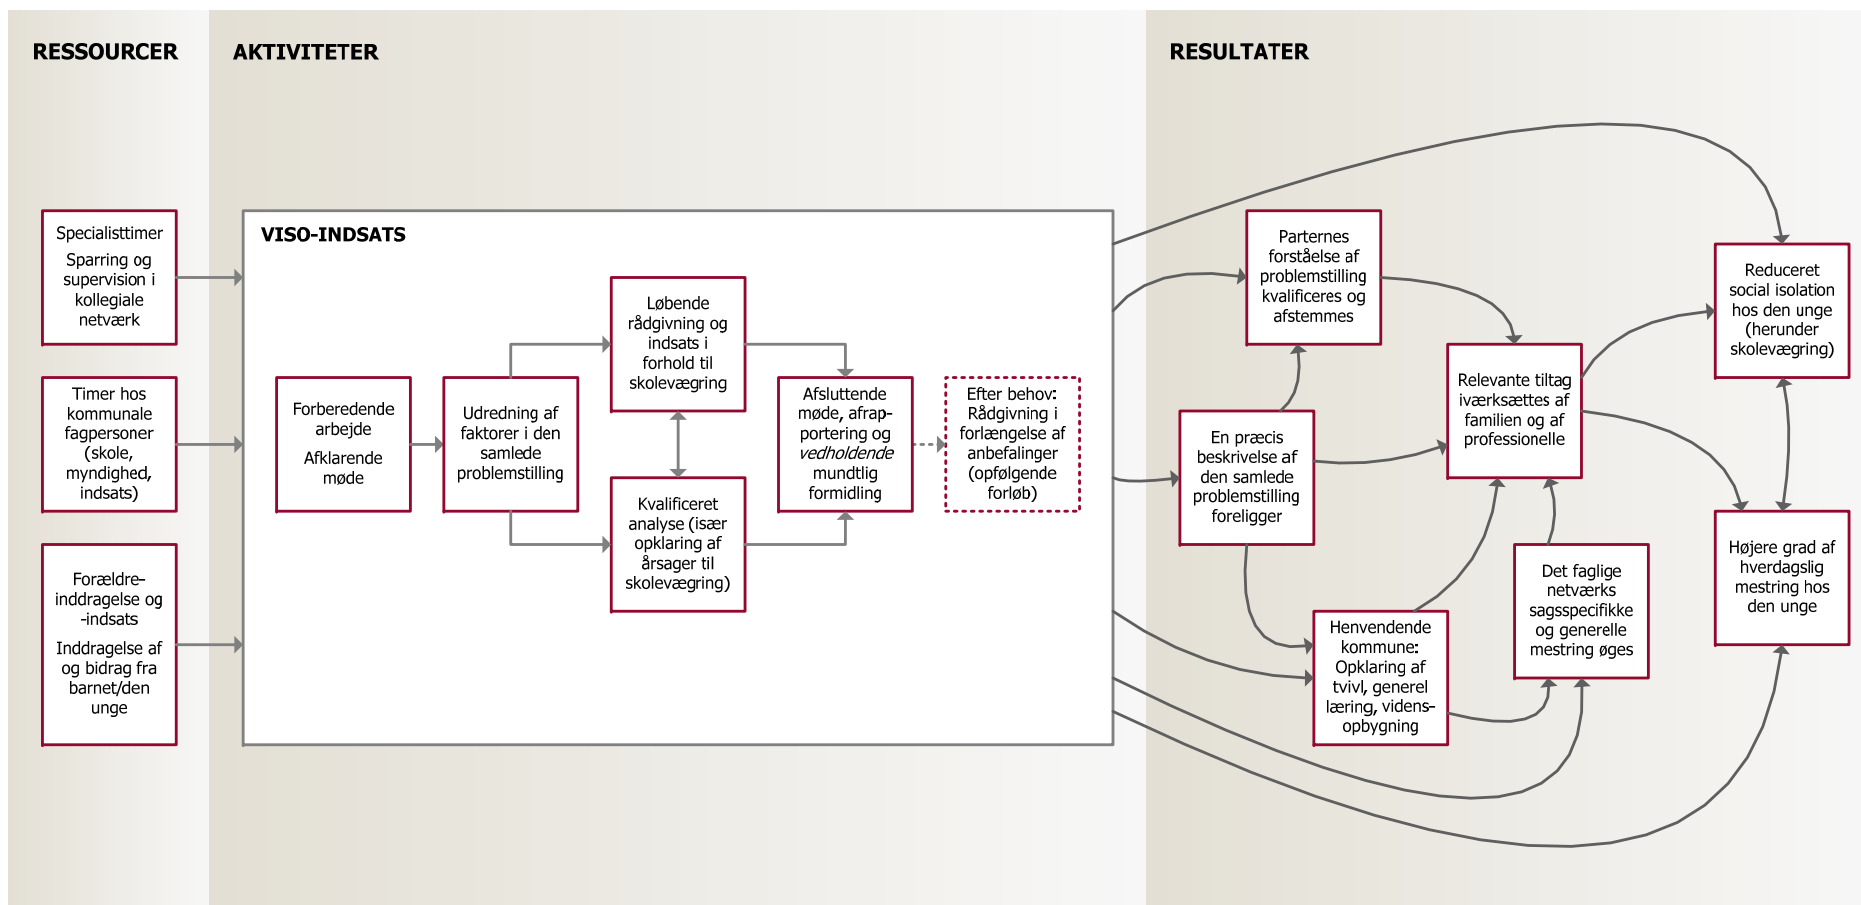 RESSOURCER
AKTIVITETER
RESULTATER
Specialisttimer
Sparring og
supervision i
kollegiale
netværk
Timer hos
kommunale
fagpersoner
(skole,
myndighed,
indsats)
Forældre-
inddragelse og
-indsats
Inddragelse af
og bidrag fra
barnet/den
unge
VISO-INDSATS
Forberedende
arbejde
Afklarende
møde
Udredning af
faktorer i den
samlede
problemstilling
Løbende
rådgivning og
indsats i
forhold til
skolevægring
Kvalificeret
analyse (især
opklaring af
årsager til
skolevægring)
Afsluttende
møde, afrap-
portering og
vedholdende
mundtlig
formidling
Efter behov:
Rådgivning i
forlængelse af
anbefalinger
(opfølgende
forløb)
Parternes
forståelse af
problemstilling
kvalificeres og
afstemmes
En præcis
beskrivelse af
den samlede
problemstilling
foreligger
Henvendende
kommune:
Opklaring af
tvivl, generel
læring, videns-
opbygning
Relevante tiltag
iværksættes af
familien og af
professionelle
Det faglige
netværks
sagsspecifikke
og generelle
mestring øges
Reduceret
social isolation
hos den unge
(herunder
skolevægring)
Højere grad af
hverdagslig
mestring hos
den unge